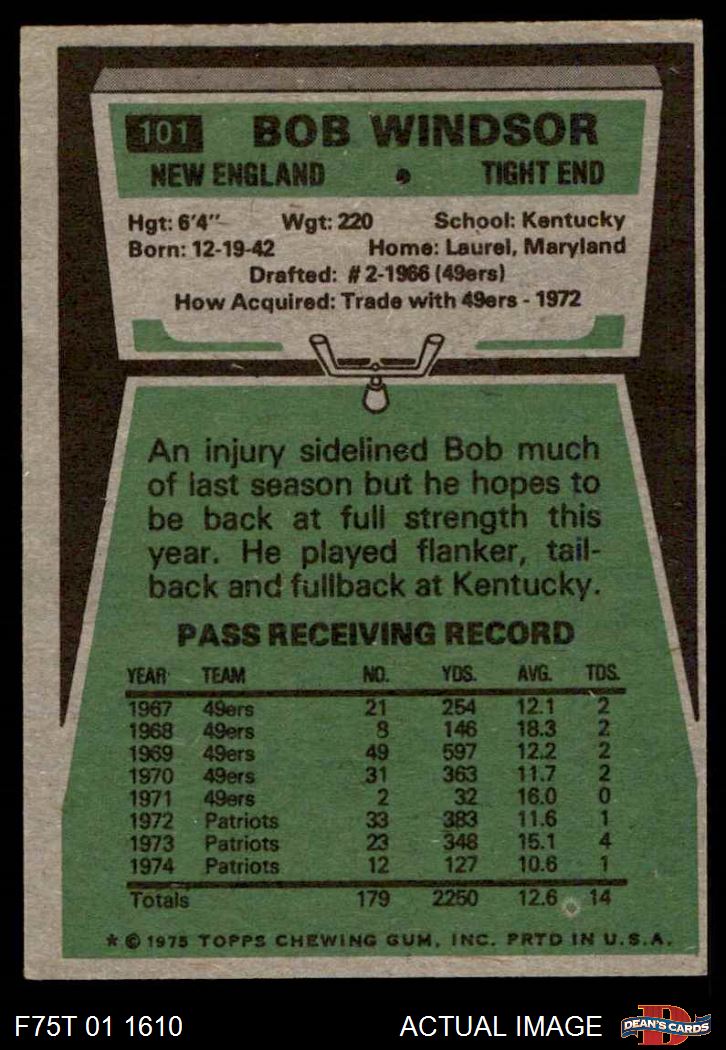 101 BOB WINDSOR
NEW ENGLAND • TIGHT END
Hgt: 6'4" Wgt: 220 School: Kentucky
Born: 12-19-42 Home: Laurel, Maryland
Drafted: #2-1966 (49ers)
How Acquired: Trade with 49ers - 1972
An injury sidelined Bob much
of last season but he hopes to
be back at full strength this
year. He played flanker, tail-
back and fullback at Kentucky.
PASS RECEIVING RECORD
YEAR TEAM NO. YDS. AVG. TDS.
1967 49ers 21 254 12.1 2
1968 49ers 8 146 18.3 2
1969 49ers 49 597 12.2 2
1970 49ers 31 363 11.7 2
1971 49ers 2 32 16.0 0
1972 Patriots 33 383 11.6 1
1973 Patriots 23 348 15.1 4
1974 Patriots 12 127 10.6 1
Totals 179 2250 12.6 14
* © 1975 TOPPS CHEWING GUM, INC. PRTD IN U.S.A.
F75T 01 1610 ACTUAL IMAGE D DEAN'S CARDS